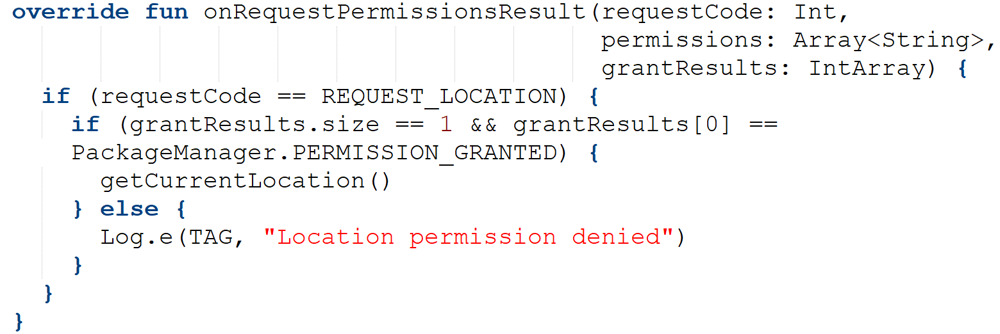 override fun onRequestPermissionsResult(requestCode: Int,
                                        permissions: Array<String>,
                                        grantResults: IntArray) {
  if (requestCode == REQUEST_LOCATION) {
    if (grantResults.size == 1 && grantResults[0] ==
    PackageManager.PERMISSION_GRANTED) {
      getCurrentLocation()
    } else {
      Log.e(TAG, "Location permission denied")
    }
  }
}